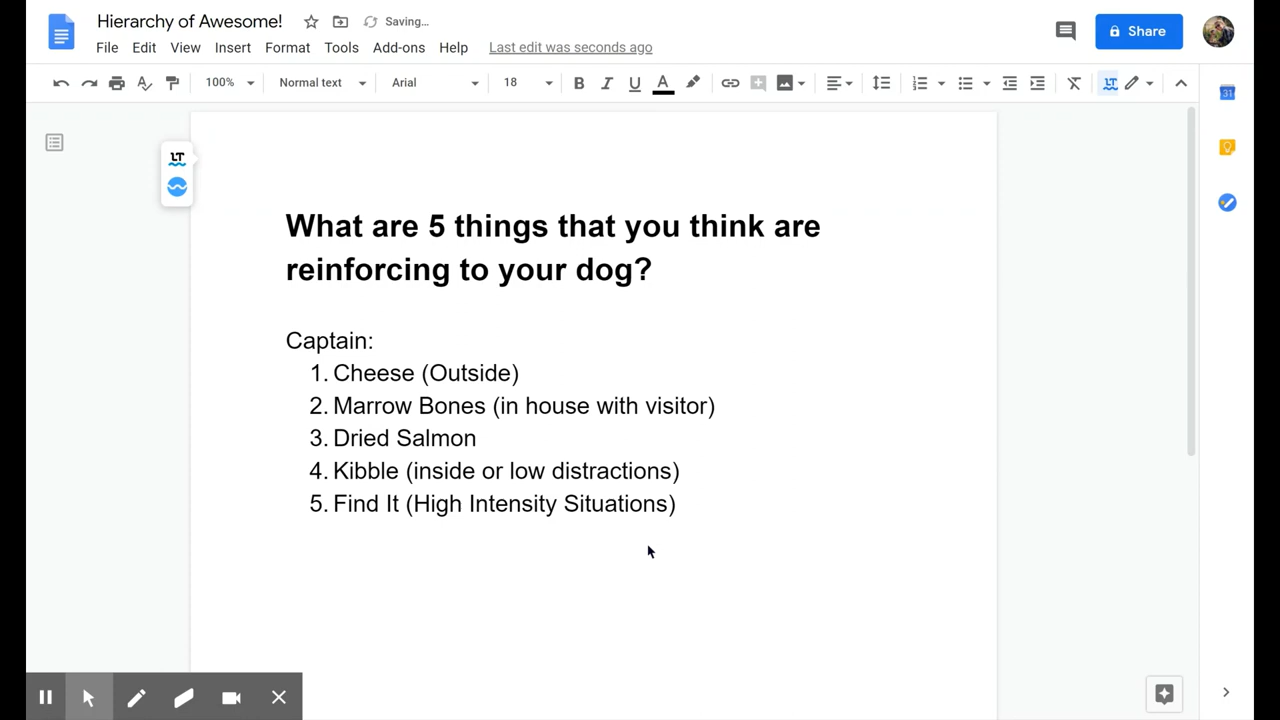 Hierarchy of Awesome!
Saving…
File Edit View Insert Format Tools Add-ons Help Last edit was seconds ago
Share
100% Normal text Arial 18 B I U A LT
31
LT
What are 5 things that you think are
reinforcing to your dog?
Captain:
1. Cheese (Outside)
2. Marrow Bones (in house with visitor)
3. Dried Salmon
4. Kibble (inside or low distractions)
5. Find It (High Intensity Situations)